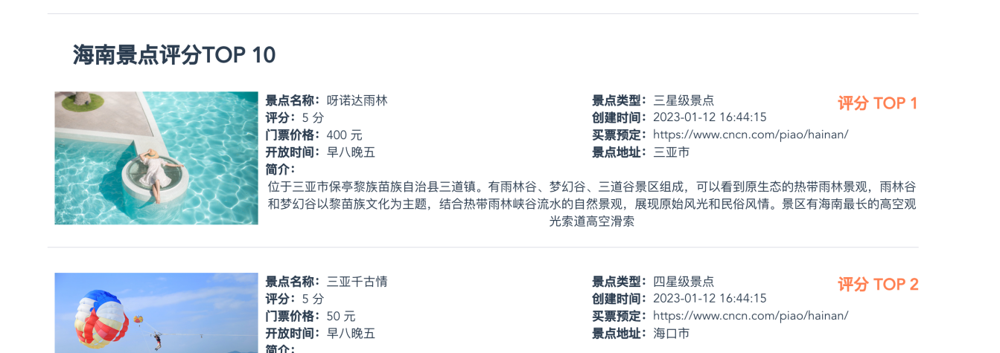 海南景点评分TOP 10
景点名称：呀诺达雨林
景点类型：三星级景点
评分 TOP 1
评分：5 分
创建时间：2023-01-12 16:44:15
门票价格：400 元
买票预定：https://www.cncn.com/piao/hainan/
开放时间：早八晚五
景点地址：三亚市
简介：
位于三亚市保亭黎族苗族自治县三道镇。有雨林谷、梦幻谷、三道谷景区组成，可以看到原生态的热带雨林景观，雨林谷
和梦幻谷以黎苗族文化为主题，结合热带雨林峡谷流水的自然景观，展现原始风光和民俗风情。景区有海南最长的高空观
光索道高空滑索
景点名称：三亚千古情
景点类型：四星级景点
评分 TOP 2
评分：5 分
创建时间：2023-01-12 16:44:15
门票价格：50 元
买票预定：https://www.cncn.com/piao/hainan/
开放时间：早八晚五
景点地址：海口市
简介：